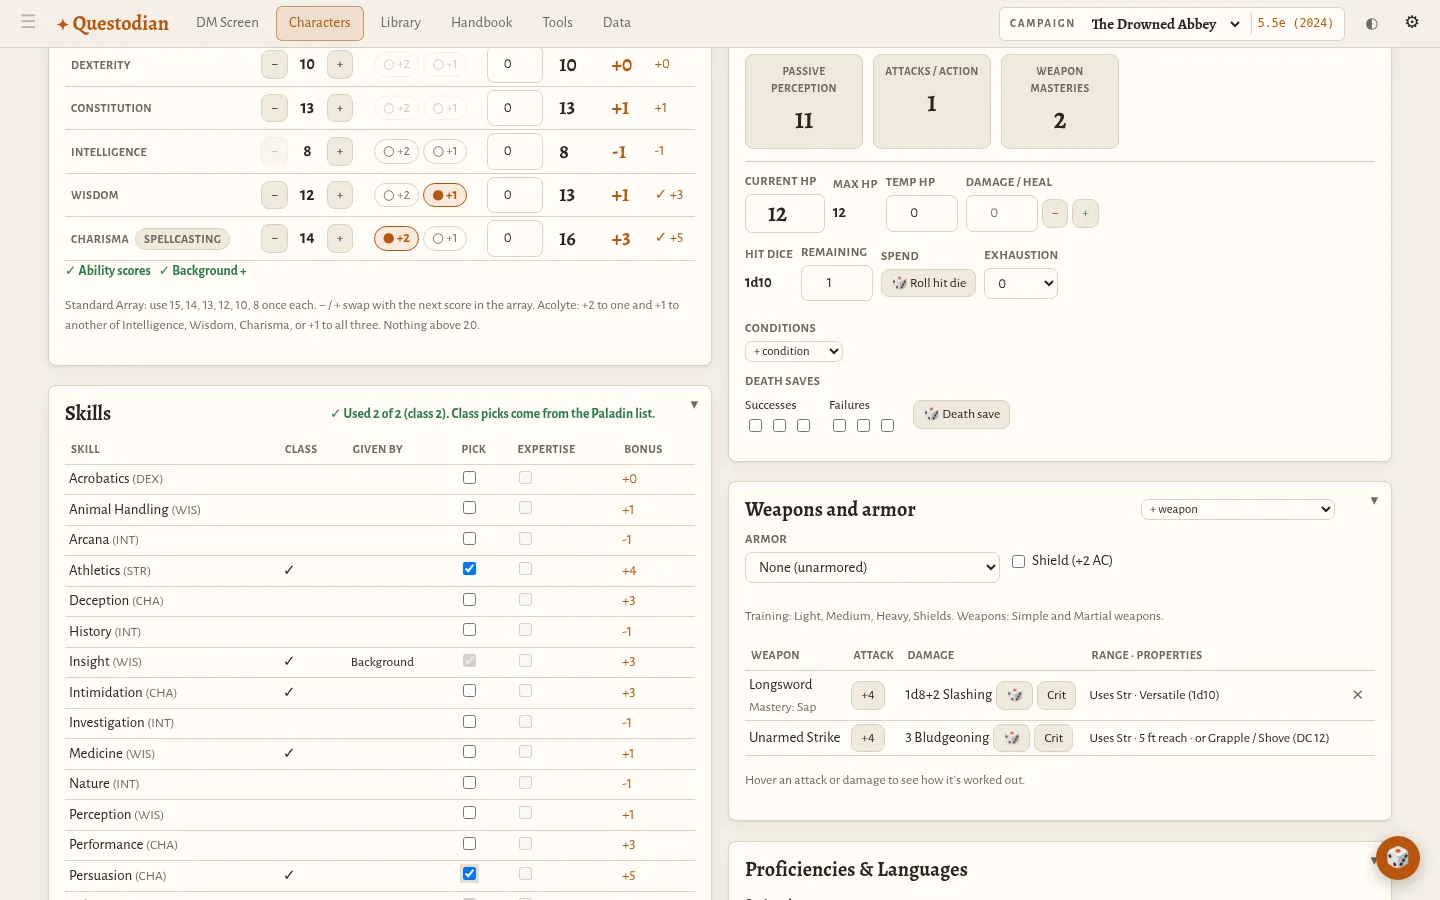 ☰ ✦ Questodian DM Screen Characters Library Handbook Tools Data CAMPAIGN The Drowned Abbey 5.5e (2024)
DEXTERITY − 10 + +2 +1 0 10 +0 +0
CONSTITUTION − 13 + +2 +1 0 13 +1 +1
INTELLIGENCE − 8 + +2 +1 0 8 -1 -1
WISDOM − 12 + +2 +1 0 13 +1 ✓ +3
CHARISMA SPELLCASTING − 14 + +2 +1 0 16 +3 ✓ +5
✓ Ability scores ✓ Background +
Standard Array: use 15, 14, 13, 12, 10, 8 once each. − / + swap with the next score in the array. Acolyte: +2 to one and +1 to
another of Intelligence, Wisdom, Charisma, or +1 to all three. Nothing above 20.
Skills ✓ Used 2 of 2 (class 2). Class picks come from the Paladin list. ▼
SKILL CLASS GIVEN BY PICK EXPERTISE BONUS
Acrobatics (DEX) +0
Animal Handling (WIS) +1
Arcana (INT) -1
Athletics (STR) ✓ +4
Deception (CHA) +3
History (INT) -1
Insight (WIS) ✓ Background +3
Intimidation (CHA) ✓ +3
Investigation (INT) -1
Medicine (WIS) ✓ +1
Nature (INT) -1
Perception (WIS) +1
Performance (CHA) +3
Persuasion (CHA) ✓ +5
PASSIVE
PERCEPTION
11
ATTACKS / ACTION
1
WEAPON
MASTERIES
2
CURRENT HP MAX HP TEMP HP DAMAGE / HEAL
12 12 0 0 − +
HIT DICE REMAINING SPEND EXHAUSTION
1d10 1 🎲 Roll hit die 0
CONDITIONS
+ condition
DEATH SAVES
Successes Failures 🎲 Death save
Weapons and armor + weapon ▼
ARMOR
None (unarmored) Shield (+2 AC)
Training: Light, Medium, Heavy, Shields. Weapons: Simple and Martial weapons.
WEAPON ATTACK DAMAGE RANGE · PROPERTIES
Longsword +4 1d8+2 Slashing 🎲 Crit Uses Str · Versatile (1d10) ✕
Mastery: Sap
Unarmed Strike +4 3 Bludgeoning 🎲 Crit Uses Str · 5 ft reach · or Grapple / Shove (DC 12)
Hover an attack or damage to see how it's worked out.
Proficiencies & Languages ▼